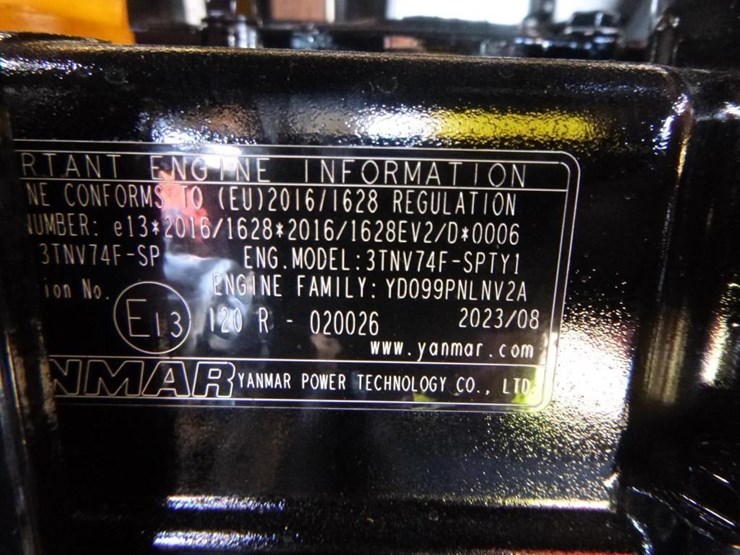 RTANT ENGINE INFORMATION
NE CONFORMS TO (EU)2016/1628 REGULATION
NUMBER: e13*2016/1628*2016/1628EV2/D*0006
3TNV74F-SP ENG.MODEL:3TNV74F-SPTY1
ion No. ENGINE FAMILY: YD099PNLNV2A
E13 120 R - 020026 2023/08
www.yanmar.com
NMAR YANMAR POWER TECHNOLOGY CO., LTD.